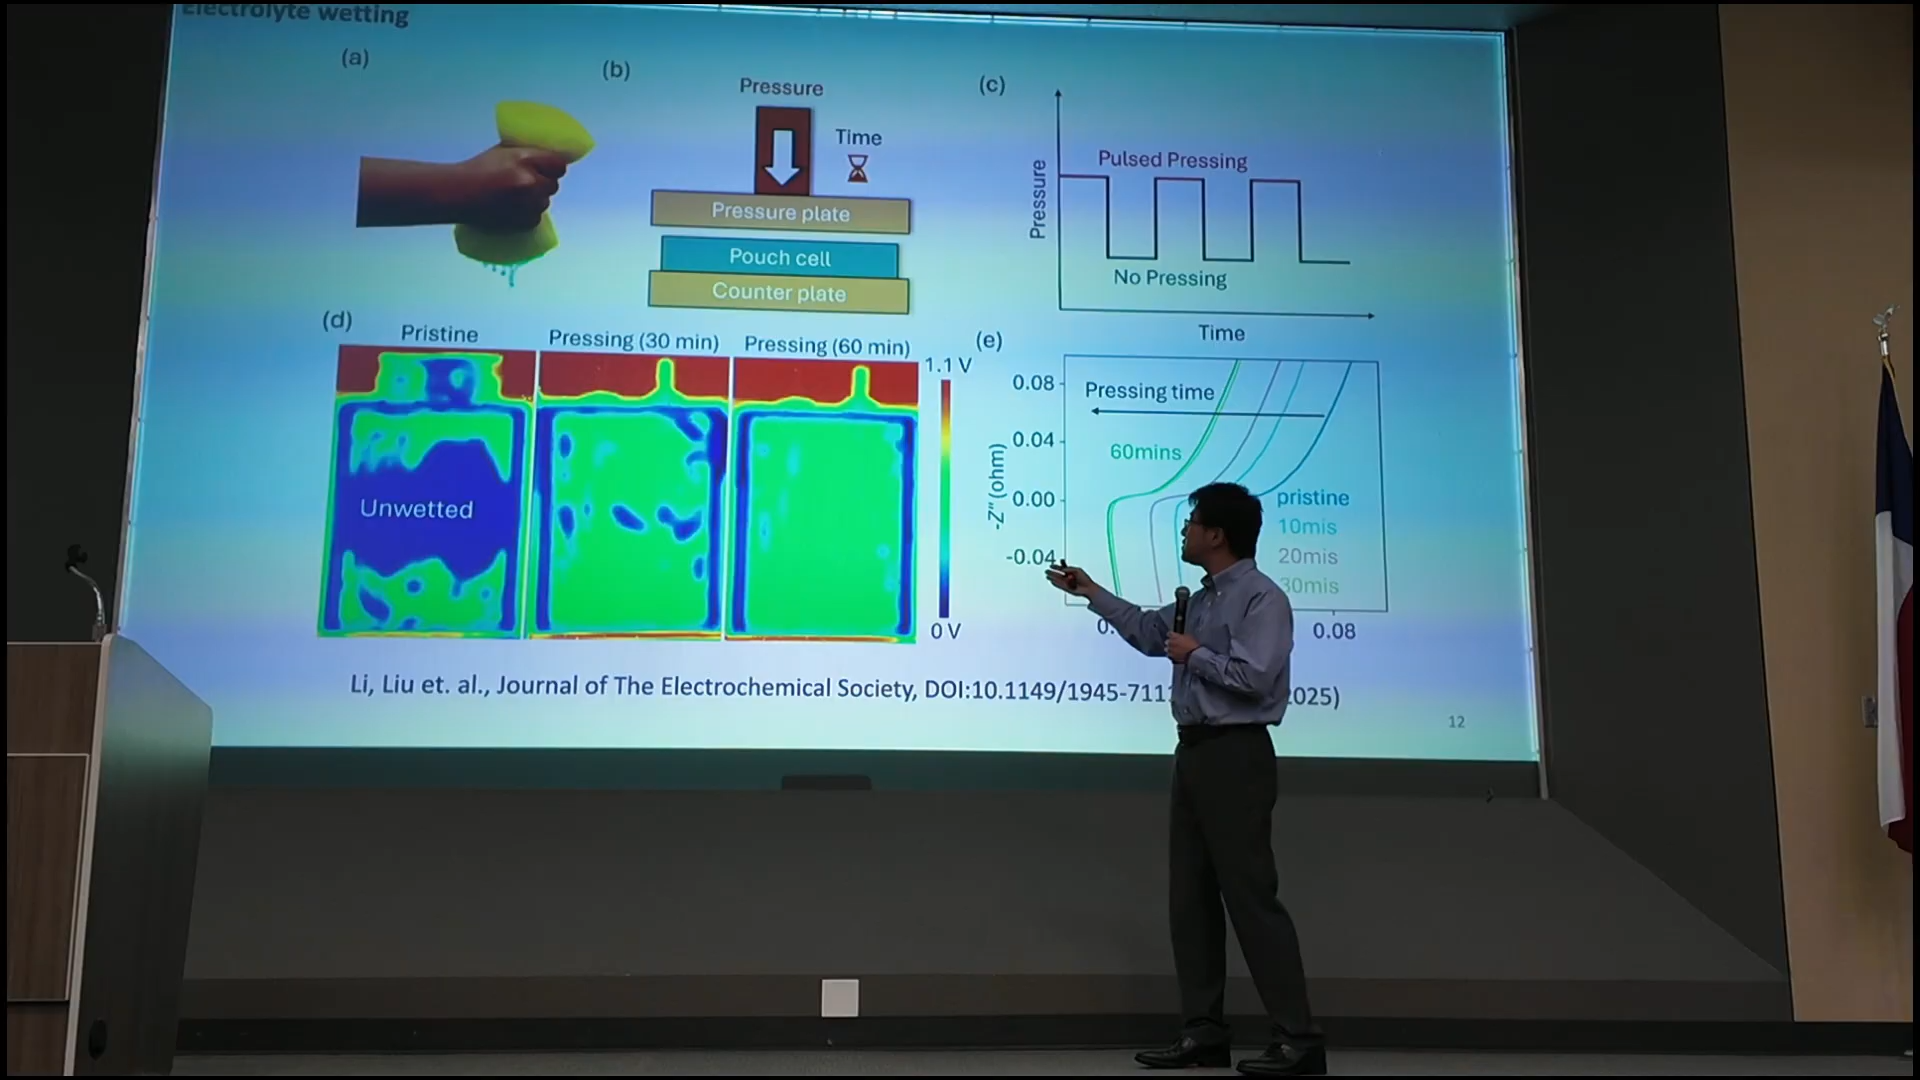 Electrolyte wetting
(a)
(b)
Pressure
Time
Pressure plate
Pouch cell
Counter plate
(c)
Pressure
Pulsed Pressing
No Pressing
Time
(d)
Pristine
Pressing (30 min)
Pressing (60 min)
Unwetted
1.1 V
0 V
(e)
-Z" (ohm)
0.08
0.04
0.00
-0.04
Pressing time
60mins
pristine
10mis
20mis
30mis
0.08
Li, Liu et. al., Journal of The Electrochemical Society, DOI:10.1149/1945-711
2025)
12